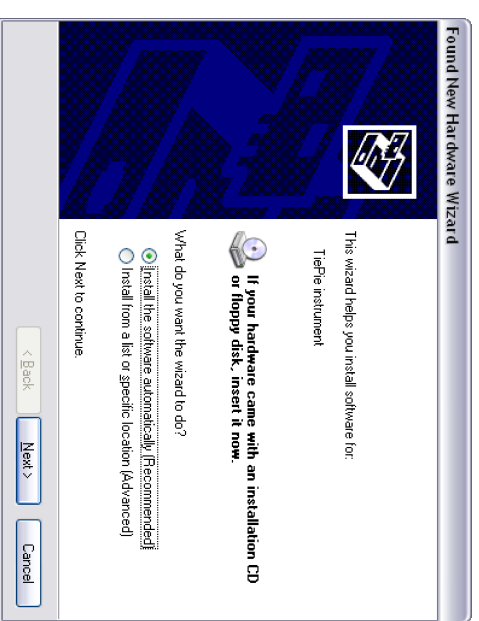 Found New Hardware Wizard
This wizard helps you install software for:
TiePie instrument
If your hardware came with an installation CD
or floppy disk, insert it now.
What do you want the wizard to do?
Install the software automatically (Recommended)
Install from a list or specific location (Advanced)
Click Next to continue.
< Back
Next >
Cancel